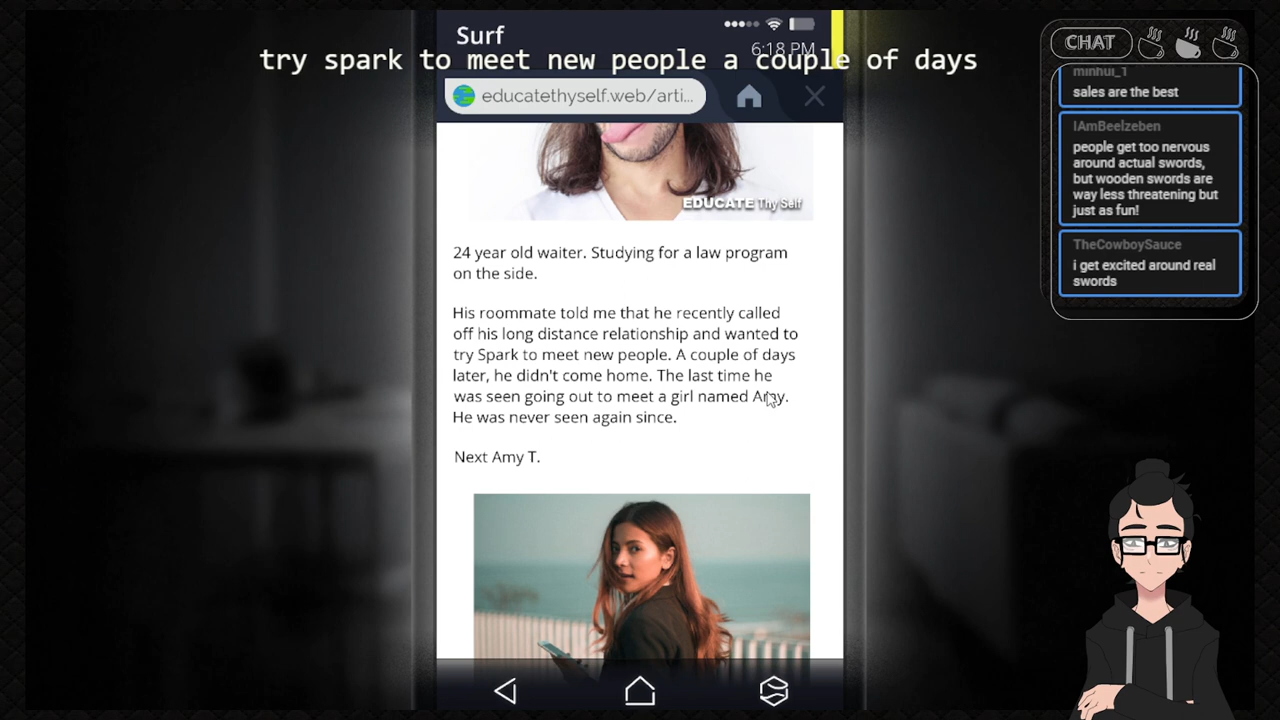 Surf
6:18 PM
try spark to meet new people a couple of days
educatethyself.web/arti...
EDUCATE Thy Self
24 year old waiter. Studying for a law program
on the side.
His roommate told me that he recently called
off his long distance relationship and wanted to
try Spark to meet new people. A couple of days
later, he didn't come home. The last time he
was seen going out to meet a girl named Amy.
He was never seen again since.
Next Amy T.
CHAT
minhui_1
sales are the best
IAmBeelzeben
people get too nervous
around actual swords,
but wooden swords are
way less threatening but
just as fun!
TheCowboySauce
i get excited around real
swords